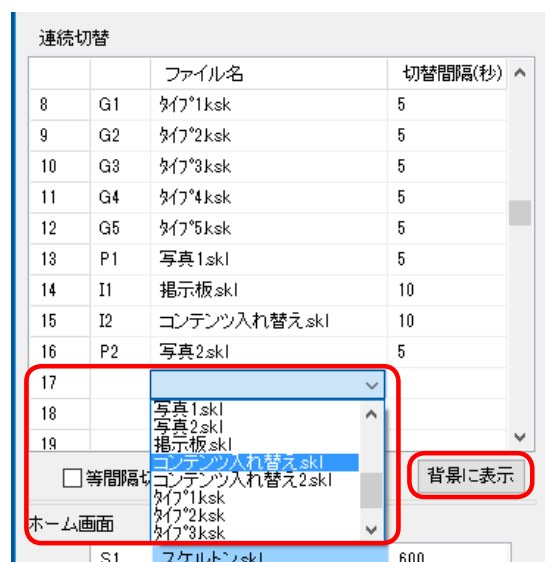 連続切替
ファイル名 切替間隔(秒)
8 G1 ﾀｲﾌﾟ1.ksk 5
9 G2 ﾀｲﾌﾟ2.ksk 5
10 G3 ﾀｲﾌﾟ3.ksk 5
11 G4 ﾀｲﾌﾟ4.ksk 5
12 G5 ﾀｲﾌﾟ5.ksk 5
13 P1 写真1.skl 5
14 I1 掲示板.skl 10
15 I2 コンテンツ入れ替え.skl 10
16 P2 写真2.skl 5
17
18
19
写真1.skl
写真2.skl
掲示板.skl
コンテンツ入れ替え.skl
コンテンツ入れ替え2.skl
ﾀｲﾌﾟ1.ksk
ﾀｲﾌﾟ2.ksk
ﾀｲﾌﾟ3.ksk
等間隔切
背景に表示
ホーム画面
S1 スケルトン.skl 600